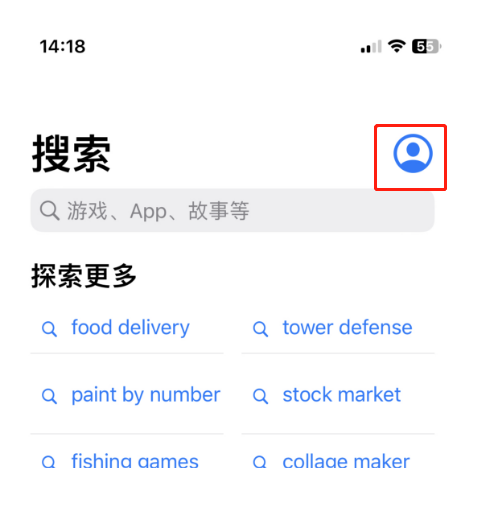 14:18
55
搜索
游戏、App、故事等
探索更多
food delivery
tower defense
paint by number
stock market
fishing games
collage maker